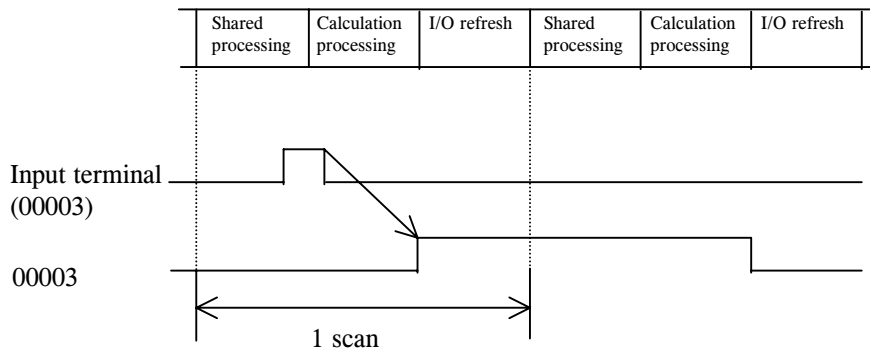 Shared
processing
Calculation
processing
I/O refresh
Shared
processing
Calculation
processing
I/O refresh
Input terminal
(00003)
00003
1 scan